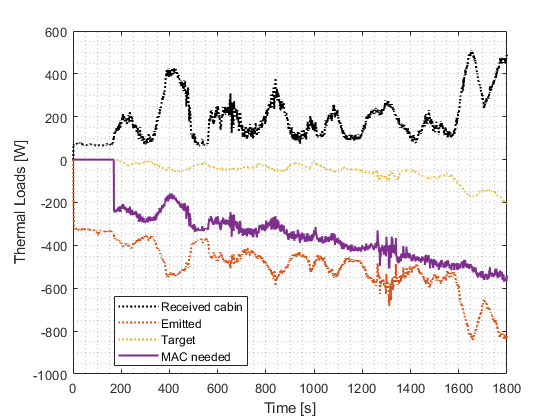 600
400
200
0
-200
-400
-600
-800
-1000
Thermal Loads [W]
Received cabin
Emitted
Target
MAC needed
0 200 400 600 800 1000 1200 1400 1600 1800
Time [s]